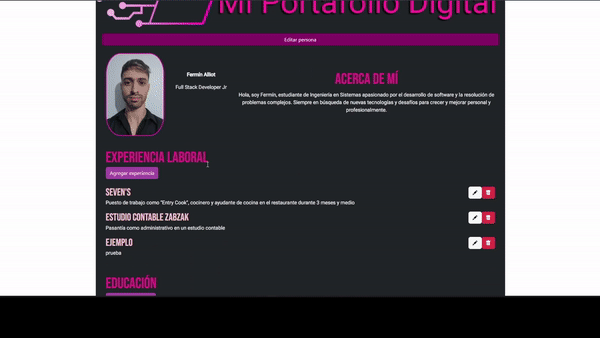 Mi Portafolio Digital
Editar persona
Fermin Alliot
Full Stack Developer Jr
ACERCA DE MÍ
Hola, soy Fermín, estudiante de Ingeniería en Sistemas apasionado por el desarrollo de software y la resolución de
problemas complejos. Siempre en búsqueda de nuevas tecnologías y desafíos para crecer y mejorar personal y
profesionalmente.
EXPERIENCIA LABORAL
Agregar experiencia
SEVEN'S
Puesto de trabajo como "Entry Cook", cocinero y ayudante de cocina en el restaurante durante 3 meses y medio
ESTUDIO CONTABLE ZABZAK
Pasantía como administrativo en un estudio contable
EJEMPLO
prueba
EDUCACIÓN